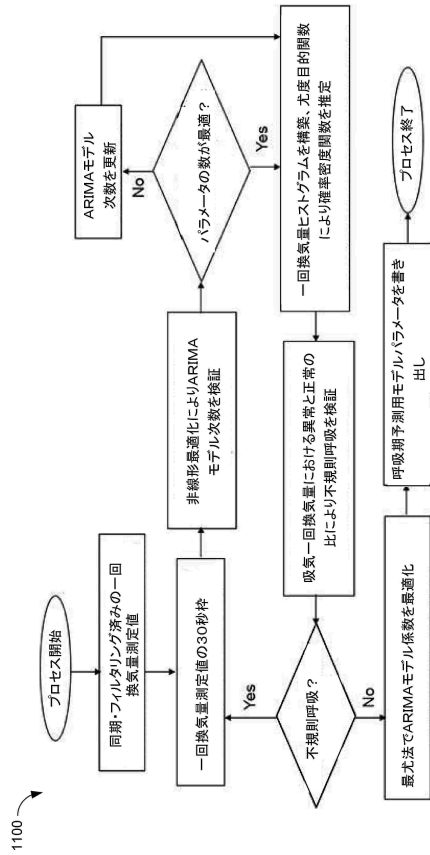 1100
プロセス開始
同期・フィルタリング済みの一回
換気量測定値
一回換気量測定値の30秒枠
非線形最適化によりARIMA
モデル次数を検証
パラメータの数が最適？
No
ARIMAモデル
次数を更新
Yes
一回換気量ヒストグラムを構築、尤度目的関数
により確率密度関数を推定
吸気一回換気量における異常と正常の
比により不規則呼吸を検証
不規則呼吸？
Yes
No
最尤法でARIMAモデル係数を最適化
呼吸期予測用モデルパラメータを書き
出し
プロセス終了